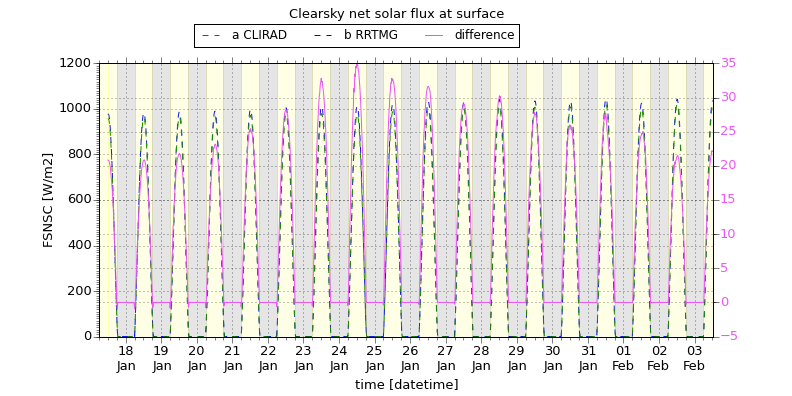 Clearsky net solar flux at surface
a CLIRAD b RRTMG difference
1200
1000
800
600
400
200
0
FSNSC [W/m2]
35
30
25
20
15
10
5
0
−5
18 19 20 21 22 23 24 25 26 27 28 29 30 31 01 02 03
Jan Jan Jan Jan Jan Jan Jan Jan Jan Jan Jan Jan Jan Jan Feb Feb Feb
time [datetime]